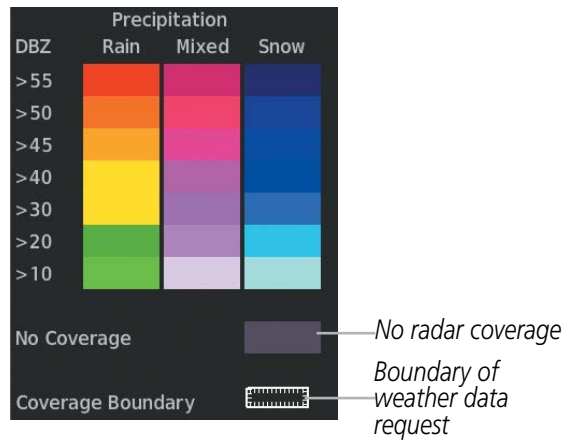 Precipitation
DBZ Rain Mixed Snow
>55
>50
>45
>40
>30
>20
>10
No Coverage
No radar coverage
Coverage Boundary
Boundary of
weather data
request